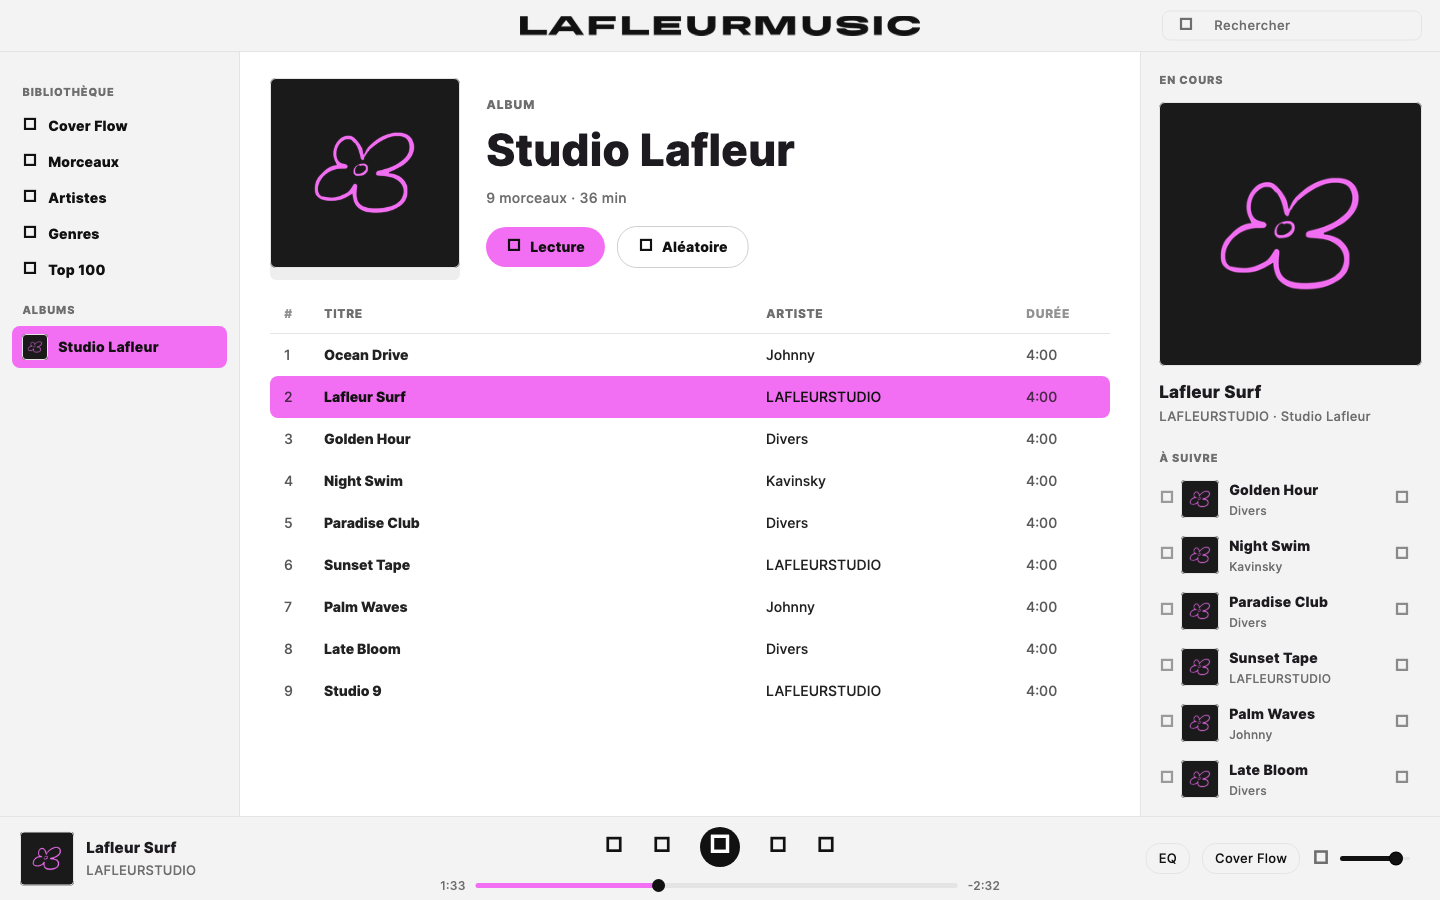 LAFLEURMUSIC
Rechercher
BIBLIOTHÈQUE
Cover Flow
Morceaux
Artistes
Genres
Top 100
ALBUMS
Studio Lafleur
ALBUM
Studio Lafleur
9 morceaux · 36 min
Lecture
Aléatoire
# TITRE ARTISTE DURÉE
1 Ocean Drive Johnny 4:00
2 Lafleur Surf LAFLEURSTUDIO 4:00
3 Golden Hour Divers 4:00
4 Night Swim Kavinsky 4:00
5 Paradise Club Divers 4:00
6 Sunset Tape LAFLEURSTUDIO 4:00
7 Palm Waves Johnny 4:00
8 Late Bloom Divers 4:00
9 Studio 9 LAFLEURSTUDIO 4:00
EN COURS
Lafleur Surf
LAFLEURSTUDIO · Studio Lafleur
À SUIVRE
Golden Hour
Divers
Night Swim
Kavinsky
Paradise Club
Divers
Sunset Tape
LAFLEURSTUDIO
Palm Waves
Johnny
Late Bloom
Divers
Lafleur Surf
LAFLEURSTUDIO
1:33
-2:32
EQ
Cover Flow